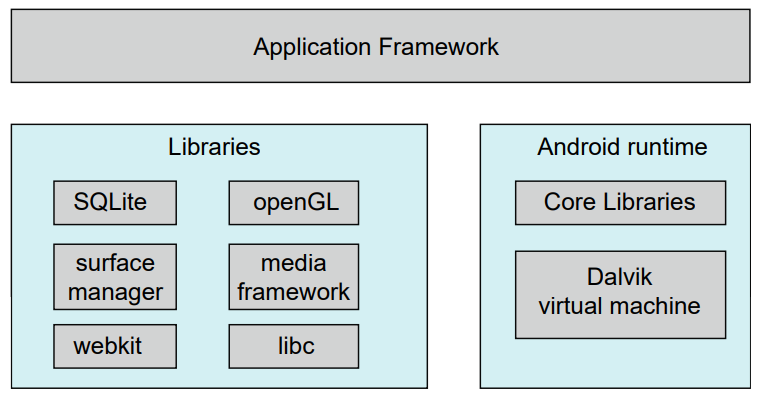 Application Framework
Libraries
SQLite
openGL
surface
manager
media
framework
webkit
libc
Android runtime
Core Libraries
Dalvik
virtual machine